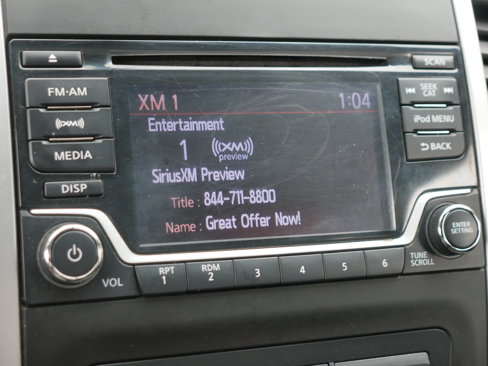 SCAN
FM·AM
XM 1 1:04
SEEK
CAT
Entertainment
((XM))
iPod MENU
1 ((XM))
preview
MEDIA
BACK
SiriusXM Preview
DISP
Title : 844-711-8800
Name : Great Offer Now!
ENTER
SETTING
VOL
RPT
1
RDM
2
3
4
5
6
TUNE
SCROLL